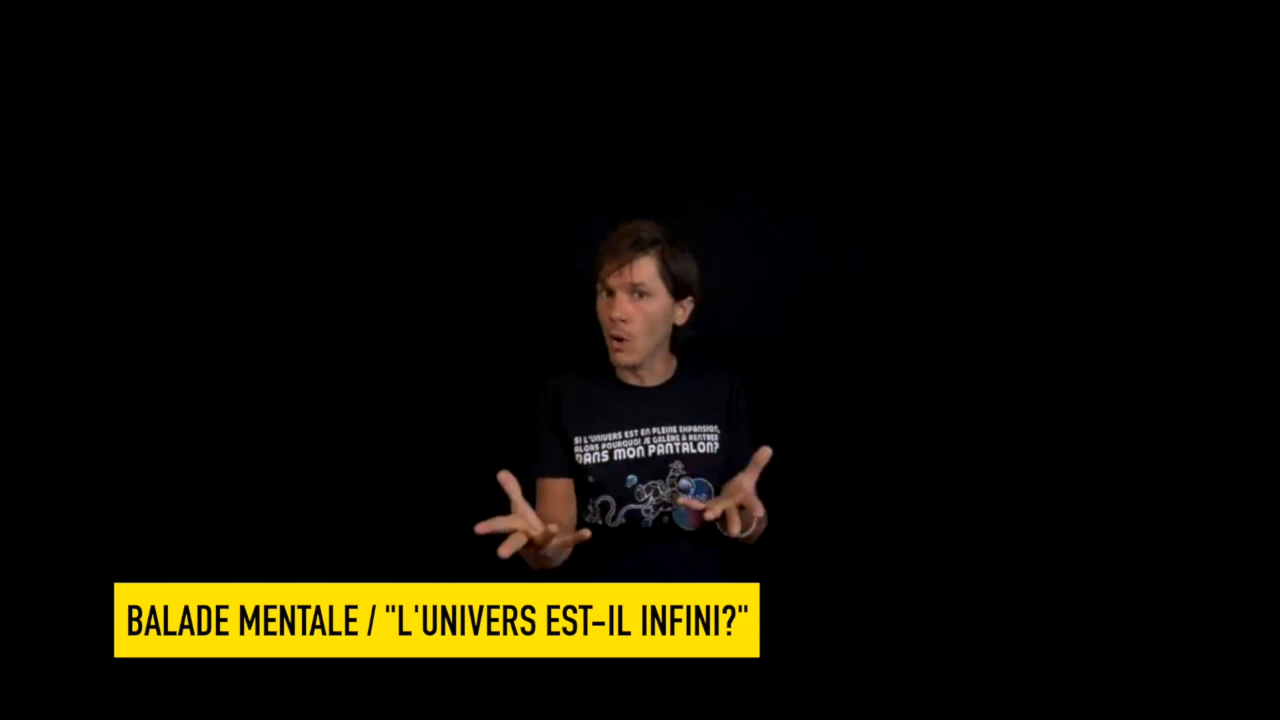 SI L'UNIVERS EST EN PLEINE EXPANSION,
ALORS POURQUOI JE GALÈRE À RENTRER
DANS MON PANTALON?
BALADE MENTALE / "L'UNIVERS EST-IL INFINI?"